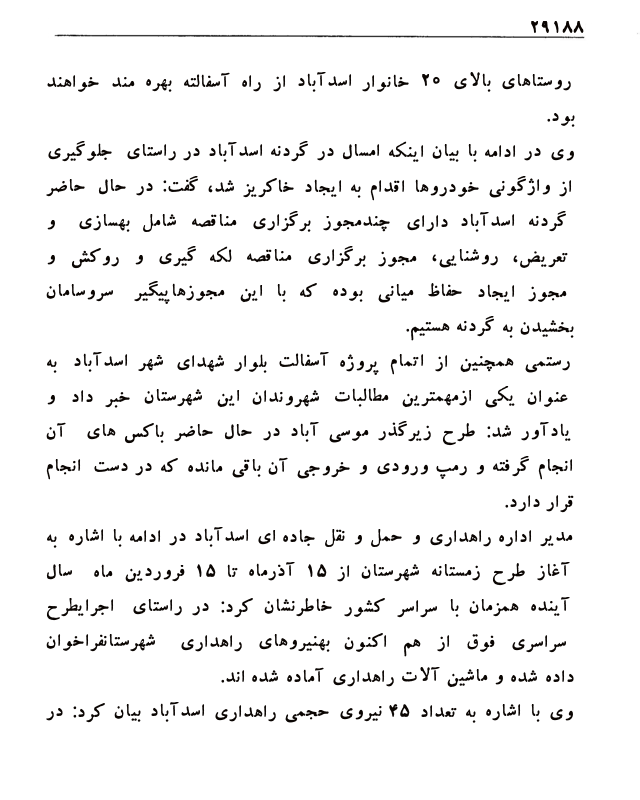 ۲۹۱۸۸
روستاهای بالای ۲۰ خانوار اسدآباد از راه آسفالته بهره مند خواهند
بود.
وی در ادامه با بیان اینکه امسال در گردنه اسدآباد در راستای جلوگیری
از واژگونی خودروها اقدام به ایجاد خاکریز شد، گفت: در حال حاضر
گردنه اسدآباد دارای چندمجوز برگزاری مناقصه شامل بهسازی و
تعریض، روشنایی، مجوز برگزاری مناقصه لکه گیری و روکش و
مجوز ایجاد حفاظ میانی بوده که با این مجوزهاپیگیر سروسامان
بخشیدن به گردنه هستیم.
رستمی همچنین از اتمام پروژه آسفالت بلوار شهدای شهر اسدآباد به
عنوان یکی ازمهمترین مطالبات شهروندان این شهرستان خبر داد و
یادآور شد: طرح زیرگذر موسی آباد در حال حاضر باکس های آن
انجام گرفته و رمپ ورودی و خروجی آن باقی مانده که در دست انجام
قرار دارد.
مدیر اداره راهداری و حمل و نقل جاده ای اسدآباد در ادامه با اشاره به
آغاز طرح زمستانه شهرستان از ۱۵ آذرماه تا ۱۵ فروردین ماه سال
آینده همزمان با سراسر کشور خاطرنشان کرد: در راستای اجرایطرح
سراسری فوق از هم اکنون بهنیروهای راهداری شهرستانفراخوان
داده شده و ماشین آلات راهداری آماده شده اند.
وی با اشاره به تعداد ۴۵ نیروی حجمی راهداری اسدآباد بیان کرد: در